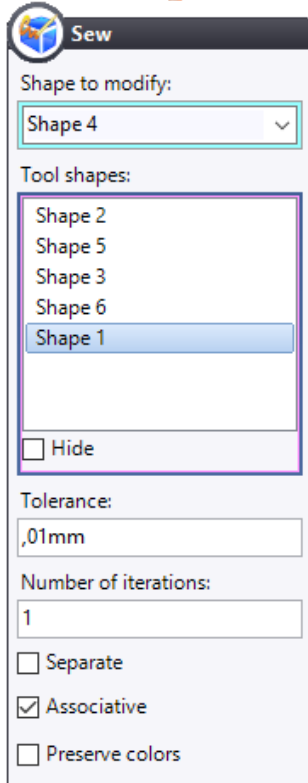 Sew
Shape to modify:
Shape 4
Tool shapes:
Shape 2
Shape 5
Shape 3
Shape 6
Shape 1
Hide
Tolerance:
,01mm
Number of iterations:
1
Separate
Associative
Preserve colors